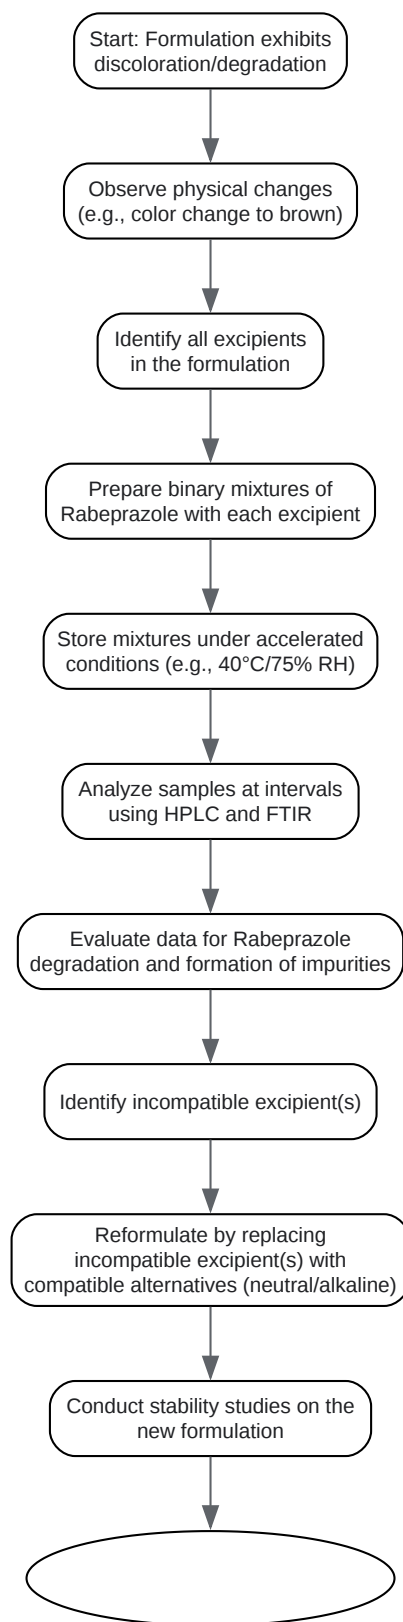 Start: Formulation exhibits
discoloration/degradation
Observe physical changes
(e.g., color change to brown)
Identify all excipients
in the formulation
Prepare binary mixtures of
Rabeprazole with each excipient
Store mixtures under accelerated
conditions (e.g., 40°C/75% RH)
Analyze samples at intervals
using HPLC and FTIR
Evaluate data for Rabeprazole
degradation and formation of impurities
Identify incompatible excipient(s)
Reformulate by replacing
incompatible excipient(s) with
compatible alternatives (neutral/alkaline)
Conduct stability studies on the
new formulation